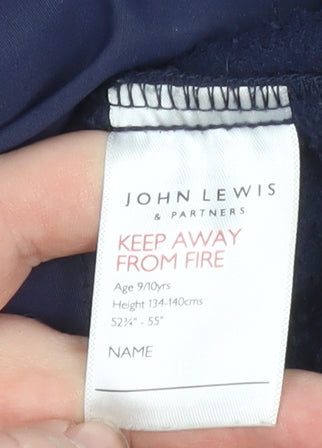 JOHN LEWIS
& PARTNERS
KEEP AWAY
FROM FIRE
Age 9/10yrs
Height 134-140cms
52¾" - 55"
NAME